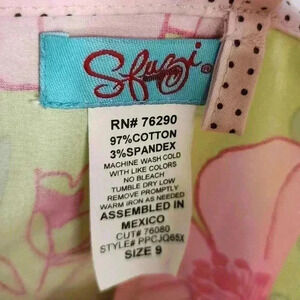 Sfuzi®
RN# 76290
97%COTTON
3%SPANDEX
MACHINE WASH COLD
WITH LIKE COLORS
NO BLEACH
TUMBLE DRY LOW
REMOVE PROMPTLY
WARM IRON AS NEEDED
ASSEMBLED IN
MEXICO
CUT# 76080
STYLE# PPCJQ65X
SIZE 9